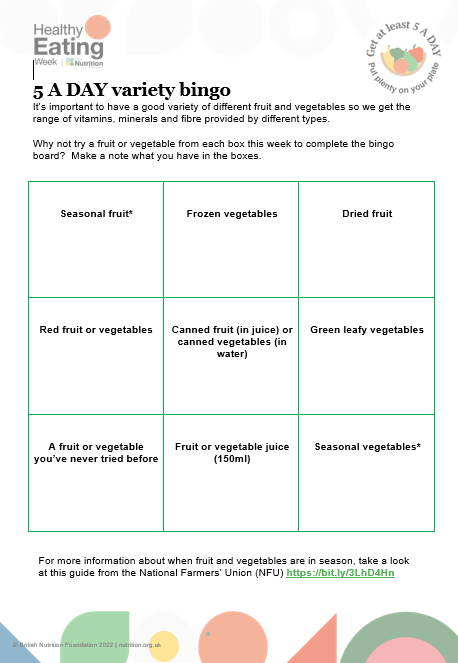 Healthy
Eating
Week | Nutrition
Get at least 5 A DAY
Put plenty on your plate
5 A DAY variety bingo
It's important to have a good variety of different fruit and vegetables so we get the
range of vitamins, minerals and fibre provided by different types.
Why not try a fruit or vegetable from each box this week to complete the bingo
board?  Make a note what you have in the boxes.
Seasonal fruit*
Frozen vegetables
Dried fruit
Red fruit or vegetables
Canned fruit (in juice) or
canned vegetables (in
water)
Green leafy vegetables
A fruit or vegetable
you've never tried before
Fruit or vegetable juice
(150ml)
Seasonal vegetables*
For more information about when fruit and vegetables are in season, take a look
at this guide from the National Farmers' Union (NFU) https://bit.ly/3LhD4Hn
© British Nutrition Foundation 2022 | nutrition.org.uk